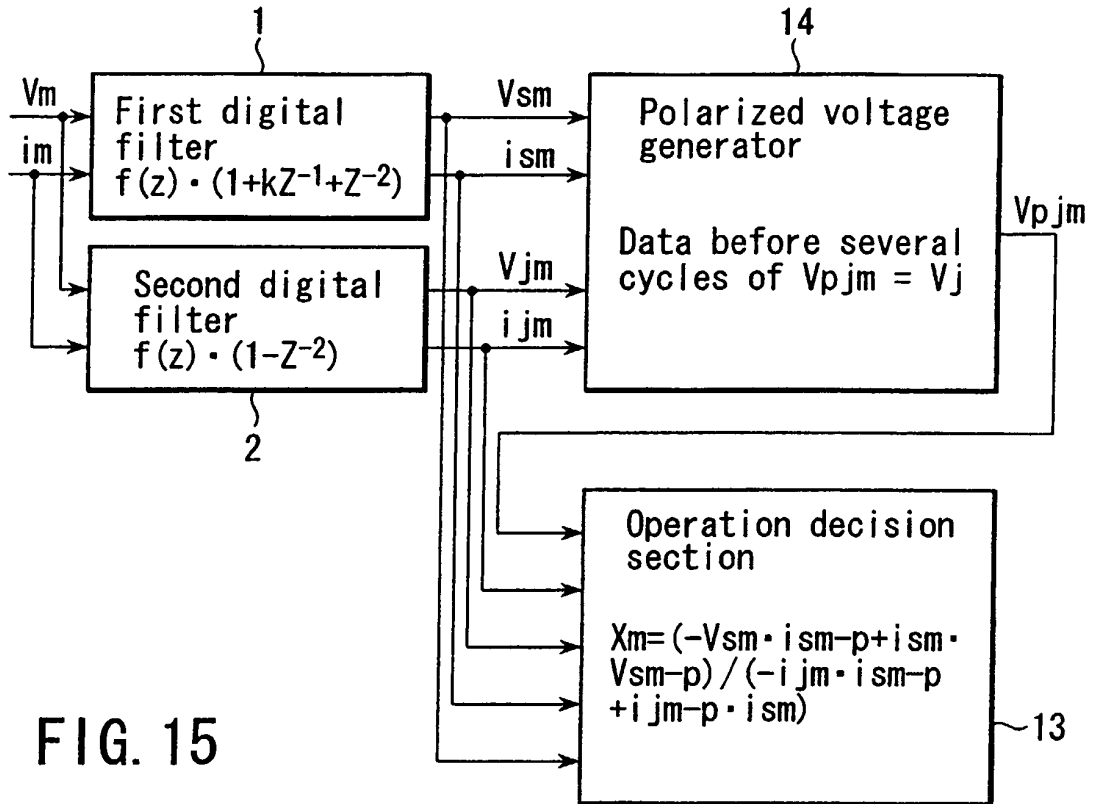 1
14
Vm
im
First digital
filter
f(z)·(1+kZ⁻¹+Z⁻²)
Vsm
ism
Polarized voltage
generator
Data before several
cycles of Vpjm = Vj
Vpjm
Second digital
filter
f(z)·(1-Z⁻²)
Vjm
ijm
2
Operation decision
section
Xm=(-Vsm·ism-p+ism·
Vsm-p)/(-ijm·ism-p
+ijm-p·ism)
13
FIG. 15